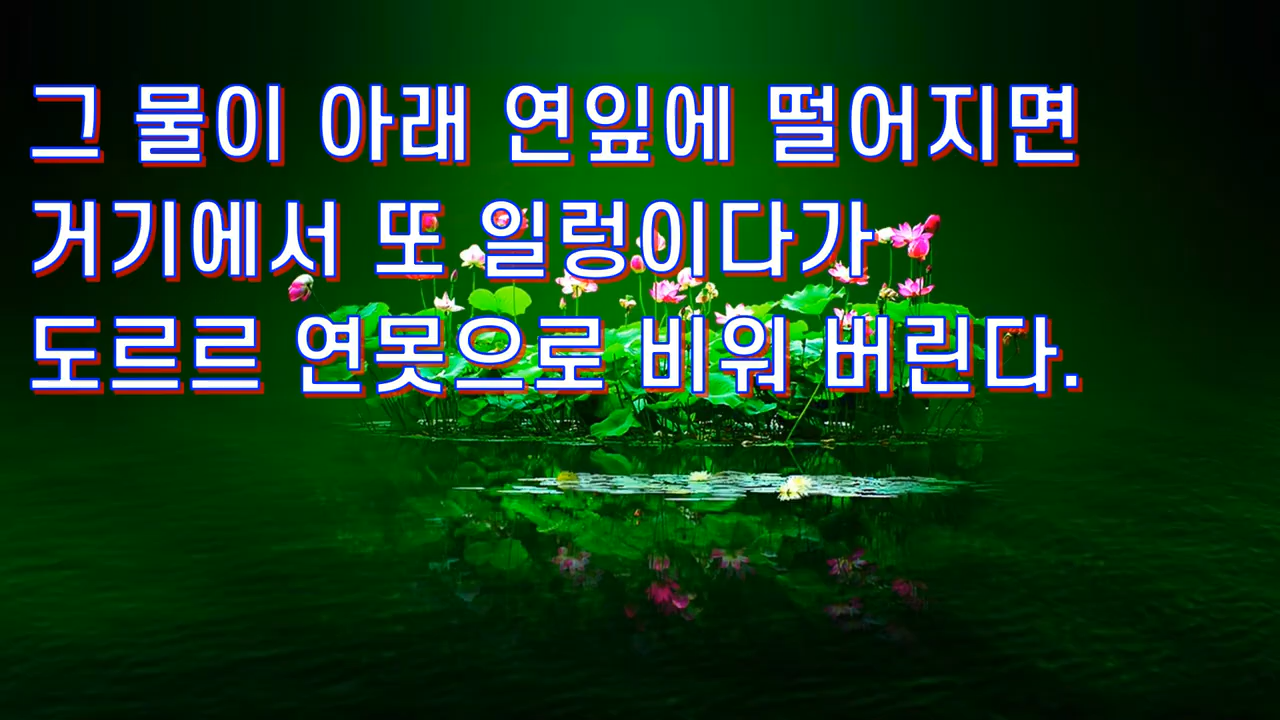 그 물이 아래 연잎에 떨어지면
거기에서 또 일렁이다가
도르르 연못으로 비워 버린다.